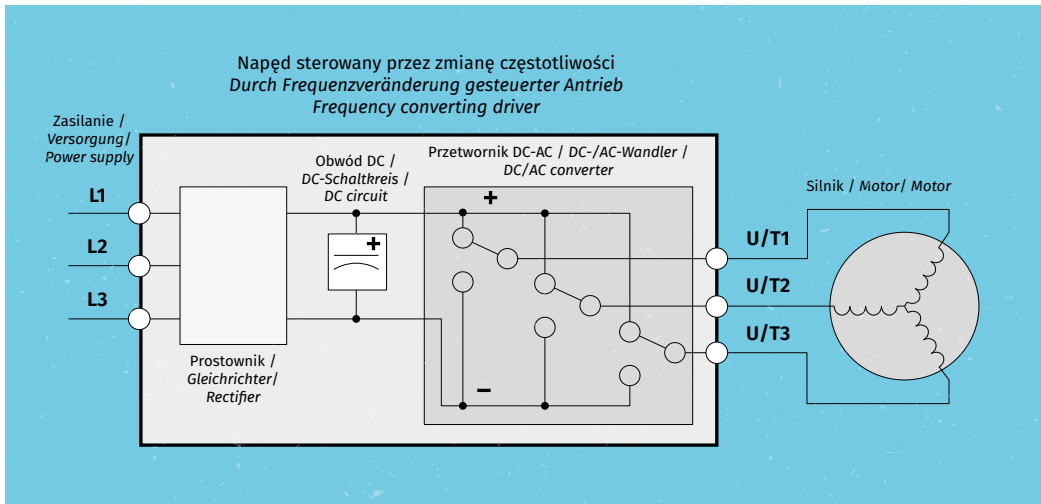 Napęd sterowany przez zmianę częstotliwości
Durch Frequenzveränderung gesteuerter Antrieb
Frequency converting driver
Zasilanie /
Versorgung/
Power supply
L1
L2
L3
Prostownik /
Gleichrichter/
Rectifier
Obwód DC /
DC-Schaltkreis /
DC circuit
+
Przetwornik DC-AC / DC-/AC-Wandler /
DC/AC converter
+
−
U/T1
U/T2
U/T3
Silnik / Motor/ Motor